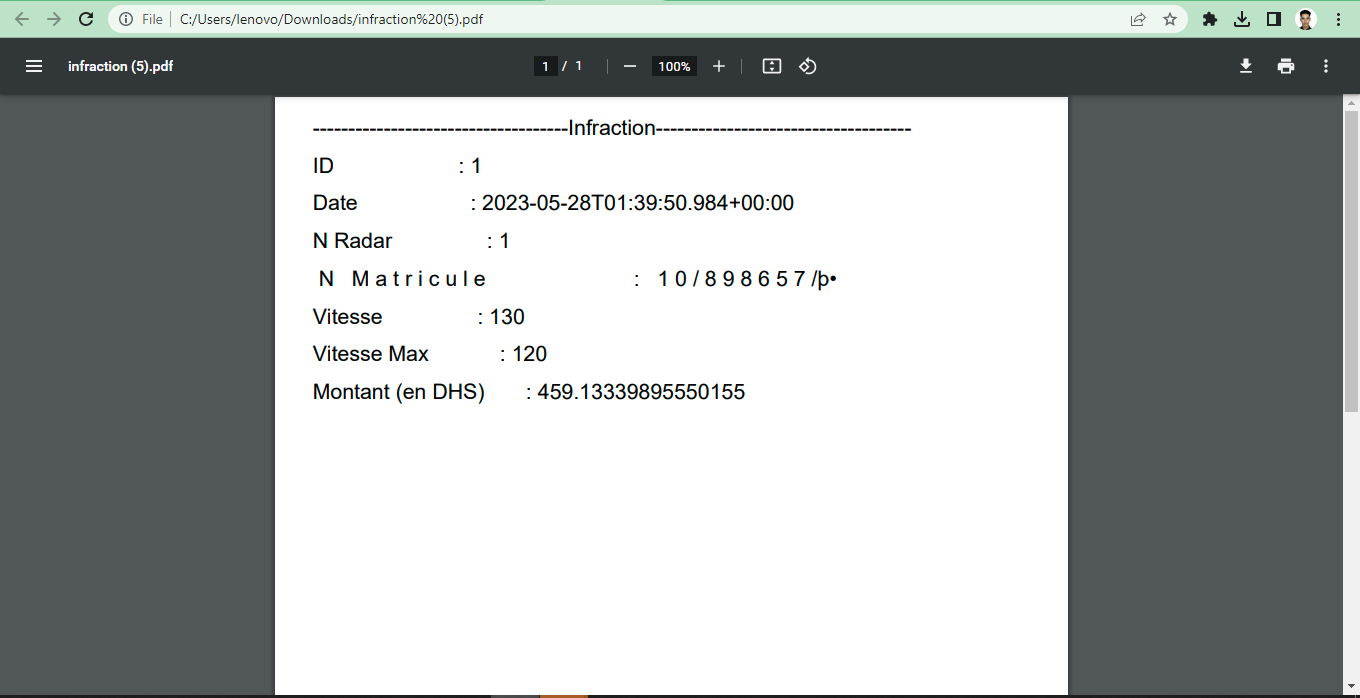 File C:/Users/lenovo/Downloads/infraction%20(5).pdf
infraction (5).pdf 1 / 1 100%
------------------------------------Infraction------------------------------------
ID : 1
Date : 2023-05-28T01:39:50.984+00:00
N Radar : 1
N Matricule : 10/898657/þ•
Vitesse : 130
Vitesse Max : 120
Montant (en DHS) : 459.13339895550155